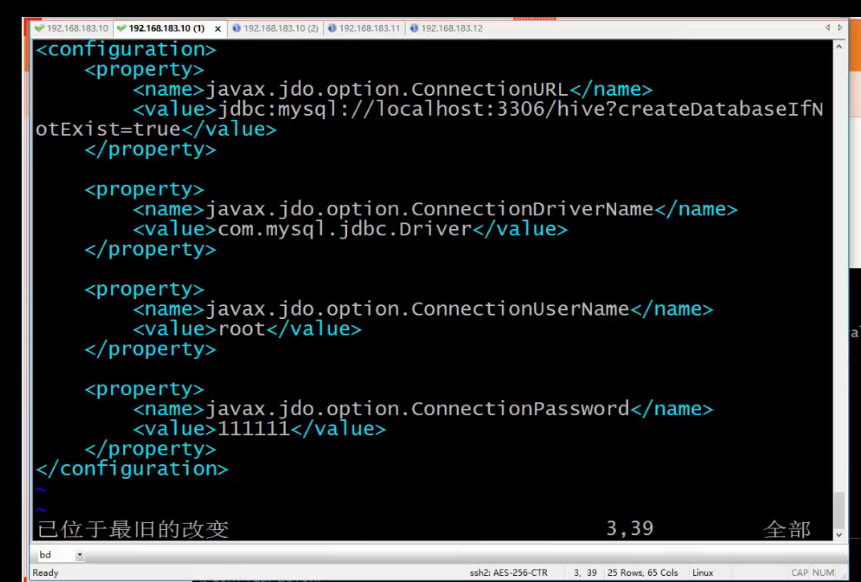 192.168.183.10 192.168.183.10 (1) x 192.168.183.10 (2) 192.168.183.11 192.168.183.12
<configuration>
    <property>
        <name>javax.jdo.option.ConnectionURL</name>
        <value>jdbc:mysql://localhost:3306/hive?createDatabaseIfN
otExist=true</value>
    </property>

    <property>
        <name>javax.jdo.option.ConnectionDriverName</name>
        <value>com.mysql.jdbc.Driver</value>
    </property>

    <property>
        <name>javax.jdo.option.ConnectionUserName</name>
        <value>root</value>
    </property>

    <property>
        <name>javax.jdo.option.ConnectionPassword</name>
        <value>111111</value>
    </property>
</configuration>
~
~
已位于最旧的改变 3,39 全部
bd
Ready ssh2: AES-256-CTR 3, 39 25 Rows, 65 Cols Linux CAP NUM